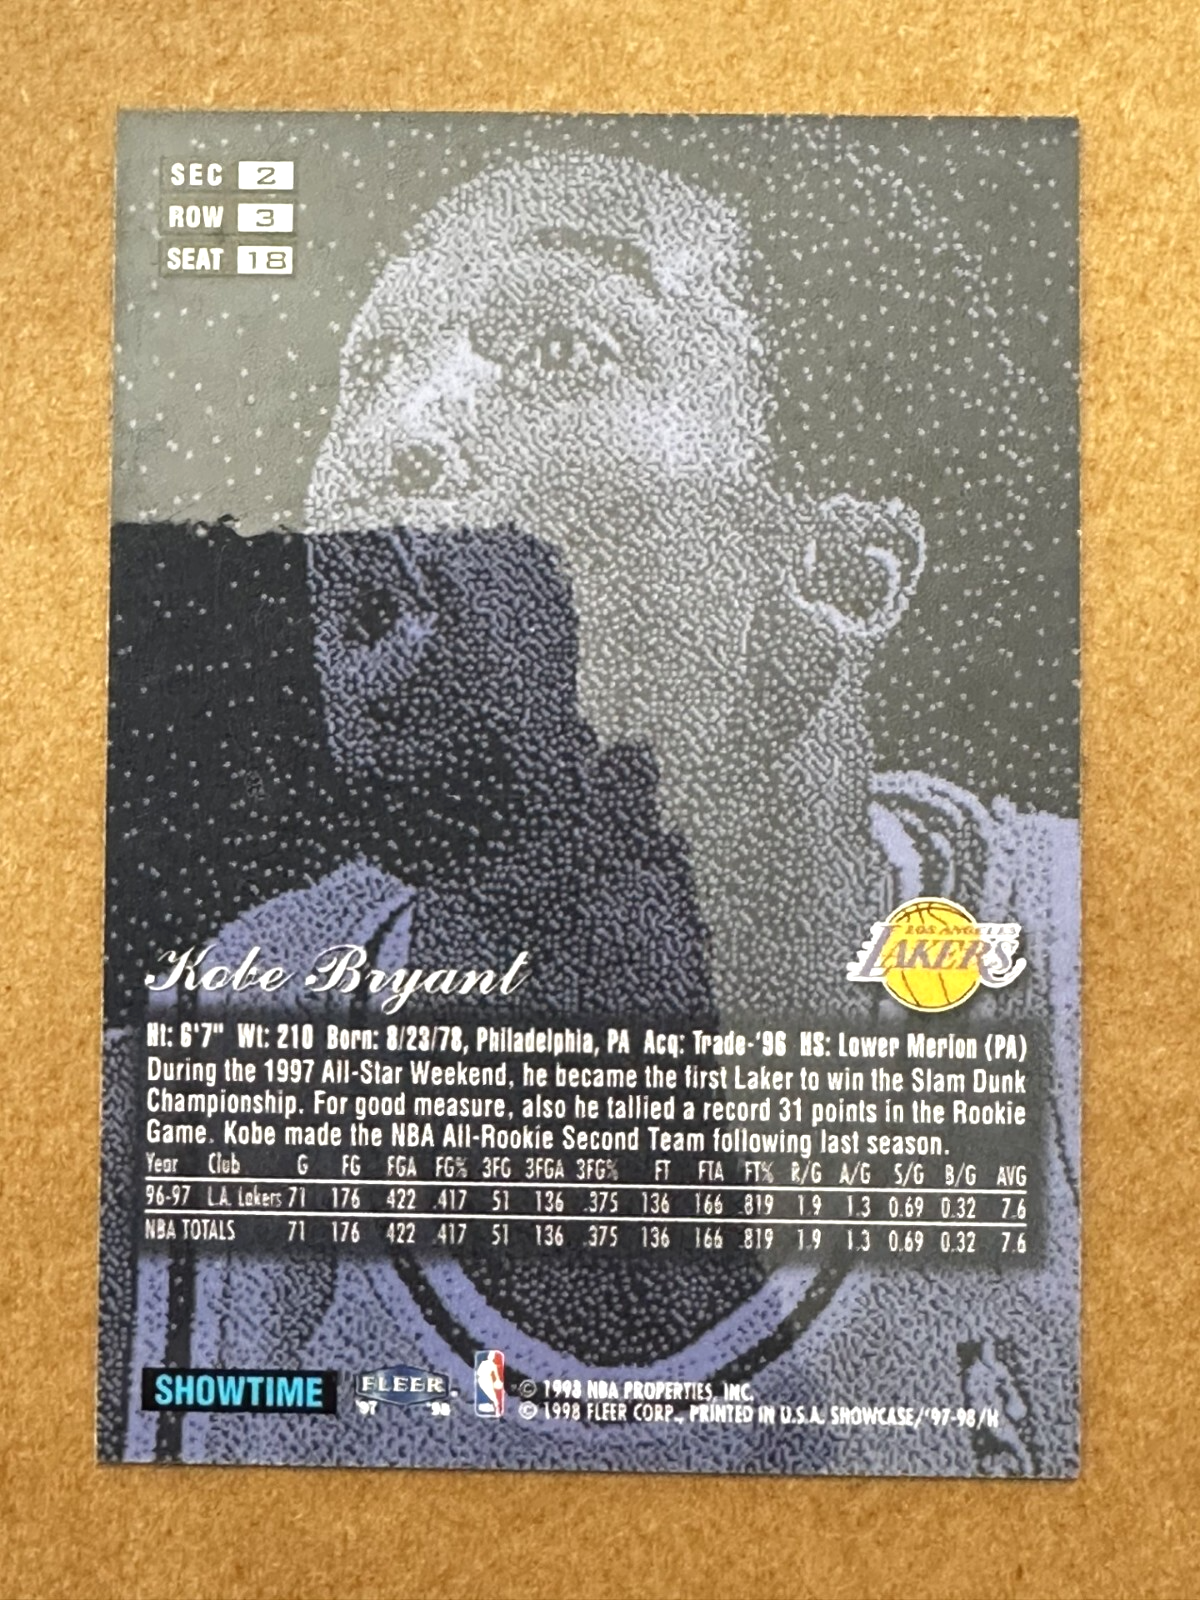 SEC 2
ROW 3
SEAT 18
Kobe Bryant
LOS ANGELES
LAKERS
Ht: 6'7" Wt: 210 Born: 8/23/78, Philadelphia, PA Acq: Trade-'96 HS: Lower Merion (PA)
During the 1997 All-Star Weekend, he became the first Laker to win the Slam Dunk
Championship. For good measure, also he tallied a record 31 points in the Rookie
Game. Kobe made the NBA All-Rookie Second Team following last season.
Year Club G FG FGA FG% 3FG 3FGA 3FG% FT FTA FT% R/G A/G S/G B/G AVG
96-97 L.A. Lakers 71 176 422 .417 51 136 .375 136 166 .819 1.9 1.3 0.69 0.32 7.6
NBA TOTALS 71 176 422 .417 51 136 .375 136 166 .819 1.9 1.3 0.69 0.32 7.6
SHOWTIME
FLEER
'97 '98
© 1998 NBA PROPERTIES, INC.
© 1998 FLEER CORP., PRINTED IN U.S.A. SHOWCASE/'97-98/H